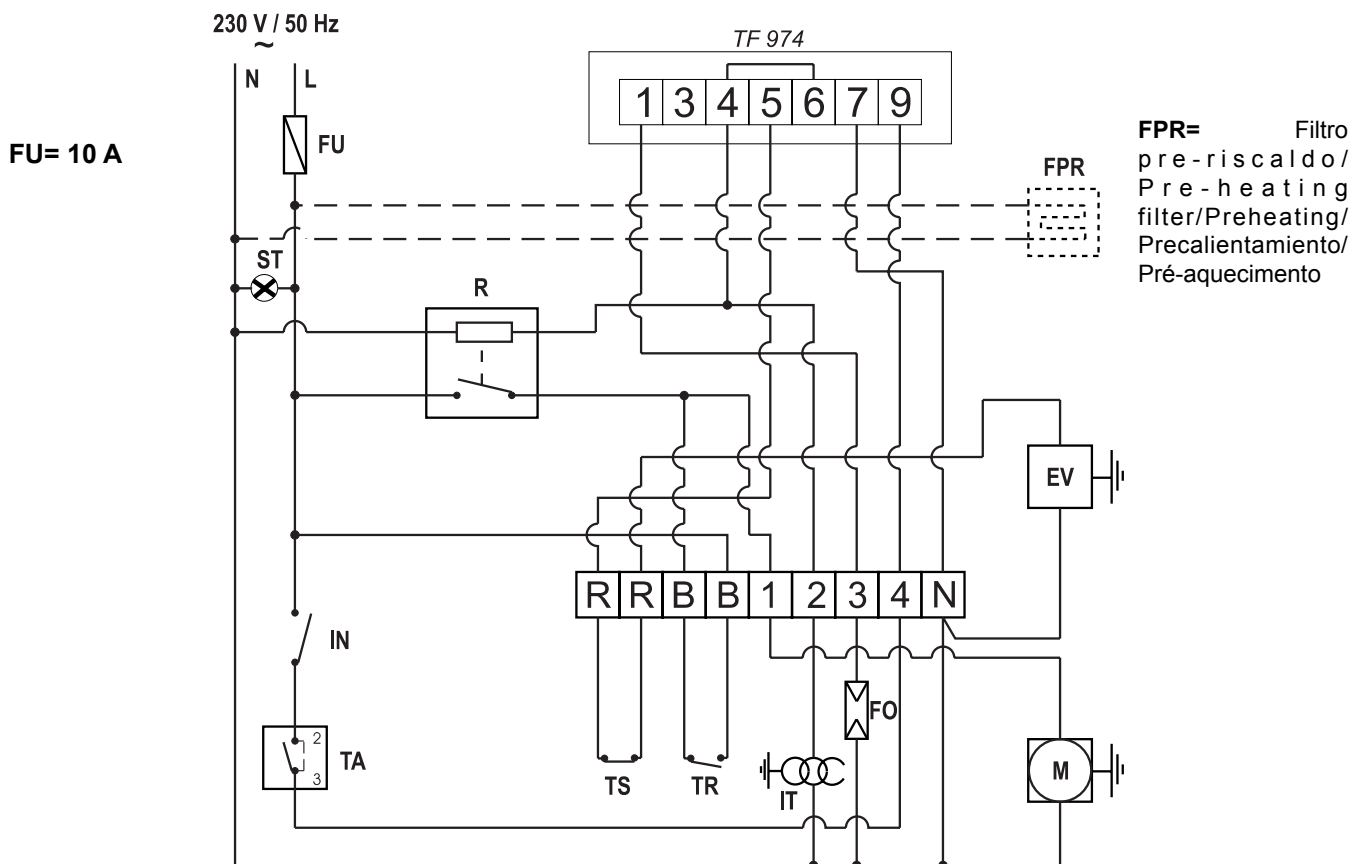 230 V / 50 Hz
~
TF 974
N L
1 3 4 5 6 7 9
FU
FU= 10 A
FPR
FPR= Filtro
pre-riscaldo/
Pre-heating
filter/Preheating/
Precalientamiento/
Pré-aquecimento
ST
R
EV
R R B B 1 2 3 4 N
IN
FO
2
TA
3
TS
TR
IT
M